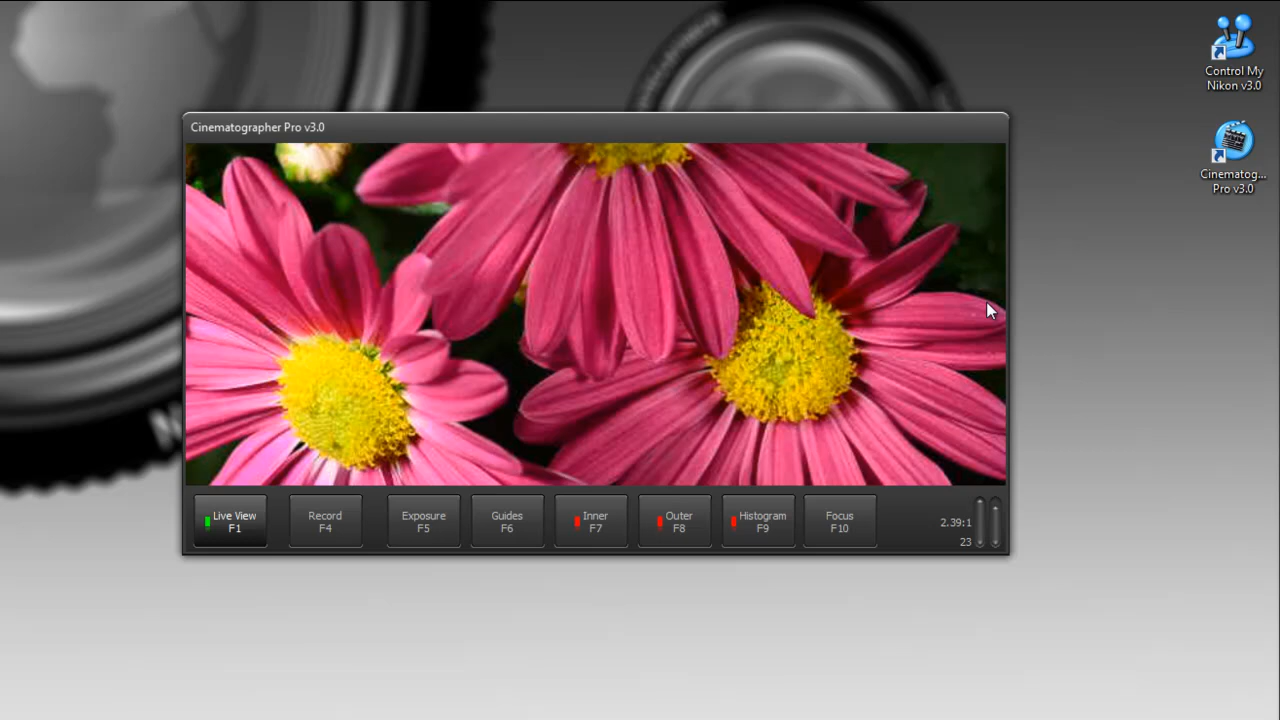 Control My
Nikon v3.0
Cinematographer Pro v3.0
Cinematog...
Pro v3.0
Live View
F1
Record
F4
Exposure
F5
Guides
F6
Inner
F7
Outer
F8
Histogram
F9
Focus
F10
2.39:1
23